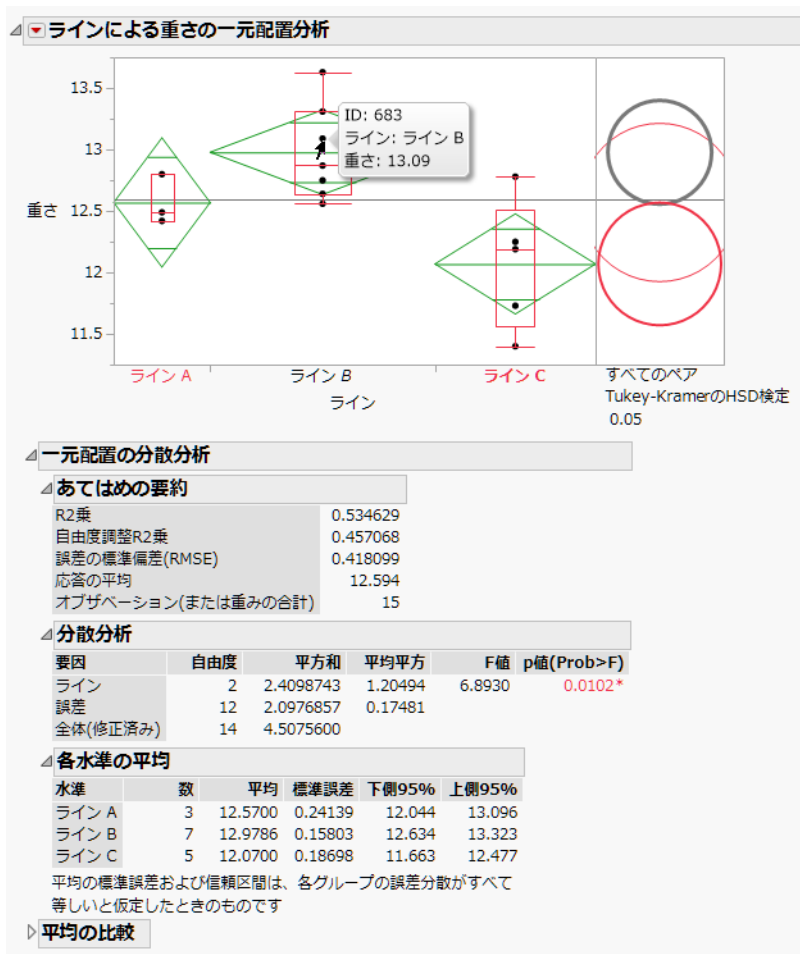 ラインによる重さの一元配置分析
13.5
13
12.5
12
11.5
重さ
ID: 683
ライン: ライン B
重さ: 13.09
ライン A
ライン B
ライン C
ライン
すべてのペア
Tukey-KramerのHSD検定
0.05
一元配置の分散分析
あてはめの要約
R2乗 0.534629
自由度調整R2乗 0.457068
誤差の標準偏差(RMSE) 0.418099
応答の平均 12.594
オブザベーション(または重みの合計) 15
分散分析
要因 自由度 平方和 平均平方 F値 p値(Prob>F)
ライン 2 2.4098743 1.20494 6.8930 0.0102*
誤差 12 2.0976857 0.17481
全体(修正済み) 14 4.5075600
各水準の平均
水準 数 平均 標準誤差 下側95% 上側95%
ライン A 3 12.5700 0.24139 12.044 13.096
ライン B 7 12.9786 0.15803 12.634 13.323
ライン C 5 12.0700 0.18698 11.663 12.477
平均の標準誤差および信頼区間は、各グループの誤差分散がすべて
等しいと仮定したときのものです
平均の比較